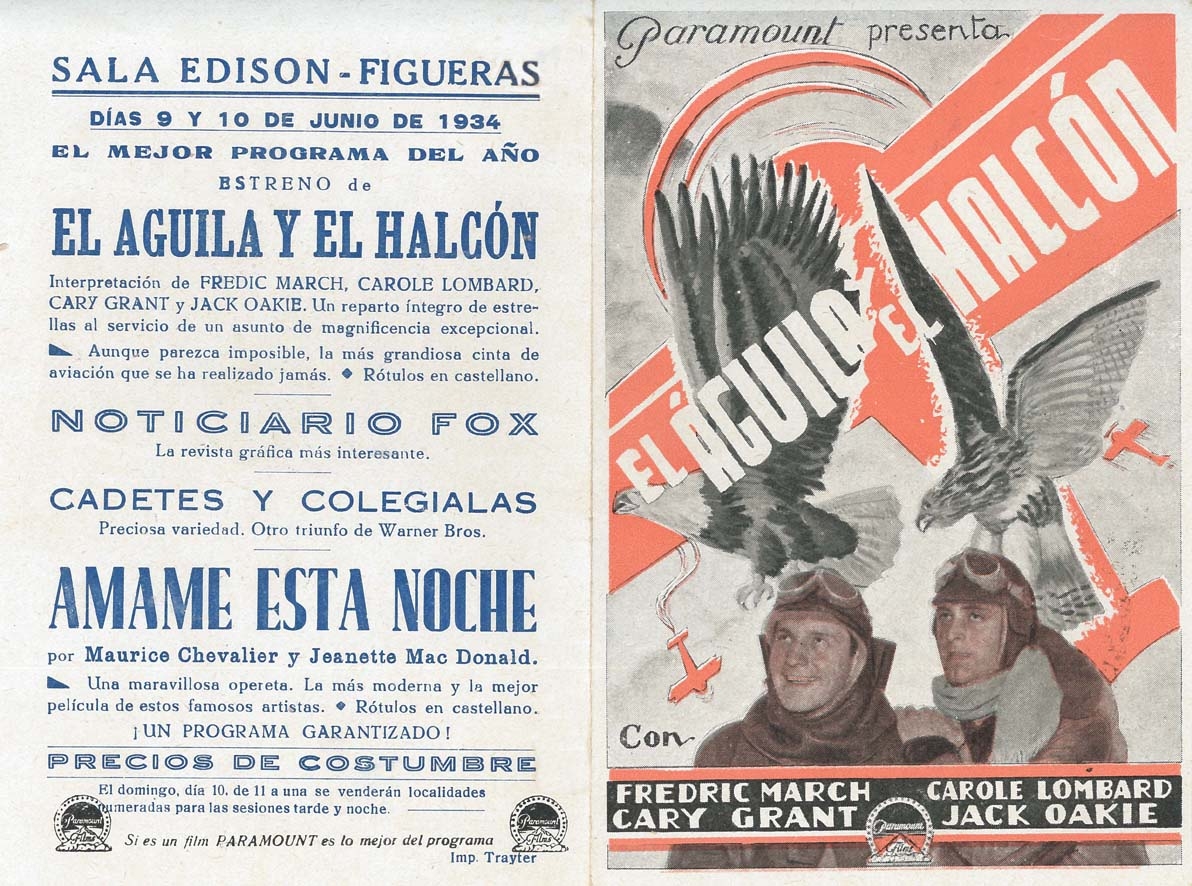 SALA EDISON - FIGUERAS
DÍAS 9 Y 10 DE JUNIO DE 1934
EL MEJOR PROGRAMA DEL AÑO
ESTRENO de
EL AGUILA Y EL HALCÓN
Interpretación de FREDIC MARCH, CAROLE LOMBARD,
CARY GRANT y JACK OAKIE. Un reparto íntegro de estre-
llas al servicio de un asunto de magnificencia excepcional.
Aunque parezca imposible, la más grandiosa cinta de
aviación que se ha realizado jamás. ◆ Rótulos en castellano.
NOTICIARIO FOX
La revista gráfica más interesante.
CADETES Y COLEGIALAS
Preciosa variedad. Otro triunfo de Warner Bros.
AMAME ESTA NOCHE
por Maurice Chevalier y Jeanette Mac Donald.
Una maravillosa opereta. La más moderna y la mejor
película de estos famosos artistas. ◆ Rótulos en castellano.
¡UN PROGRAMA GARANTIZADO!
PRECIOS DE COSTUMBRE
El domingo, día 10, de 11 a una se venderán localidades
numeradas para las sesiones tarde y noche.
Paramount Films
Si es un film PARAMOUNT es lo mejor del programa
Paramount Films
Imp. Trayter
Paramount presenta
EL ÁGUILA Y
EL HALCÓN
Con
FREDRIC MARCH CAROLE LOMBARD
CARY GRANT JACK OAKIE
Paramount Films